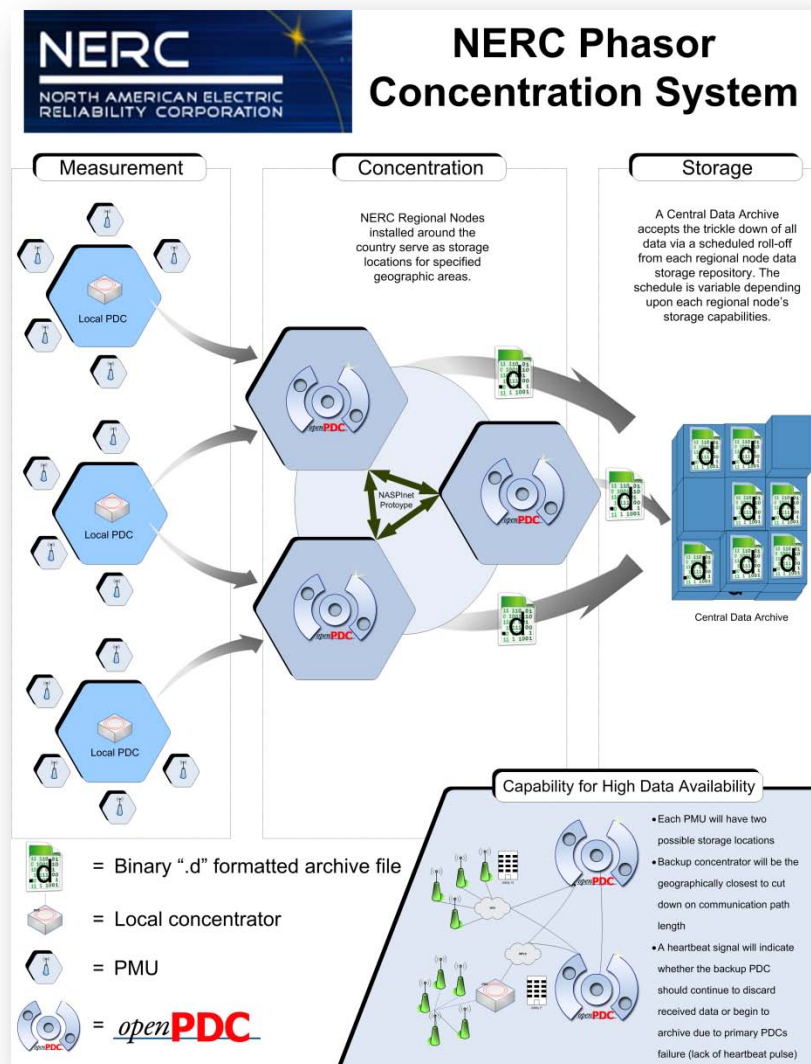 NERC
NORTH AMERICAN ELECTRIC
RELIABILITY CORPORATION
NERC Phasor
Concentration System
Measurement
Concentration
Storage
NERC Regional Nodes
installed around the
country serve as storage
locations for specified
geographic areas.
A Central Data Archive
accepts the trickle down of all
data via a scheduled roll-off
from each regional node data
storage repository. The
schedule is variable depending
upon each regional node's
storage capabilities.
Local PDC
Local PDC
Local PDC
openPDC
openPDC
openPDC
NASPInet
Protoype
.d
.d
.d
.d
.d
.d
.d
.d
.d
.d
Central Data Archive
= Binary ".d" formatted archive file
= Local concentrator
= PMU
= openPDC
.d
openPDC
Capability for High Data Availability
openPDC
openPDC
• Each PMU will have two
possible storage locations
• Backup concentrator will be the
geographically closest to cut
down on communication path
length
• A heartbeat signal will indicate
whether the backup PDC
should continue to discard
received data or begin to
archive due to primary PDCs
failure (lack of heartbeat pulse)